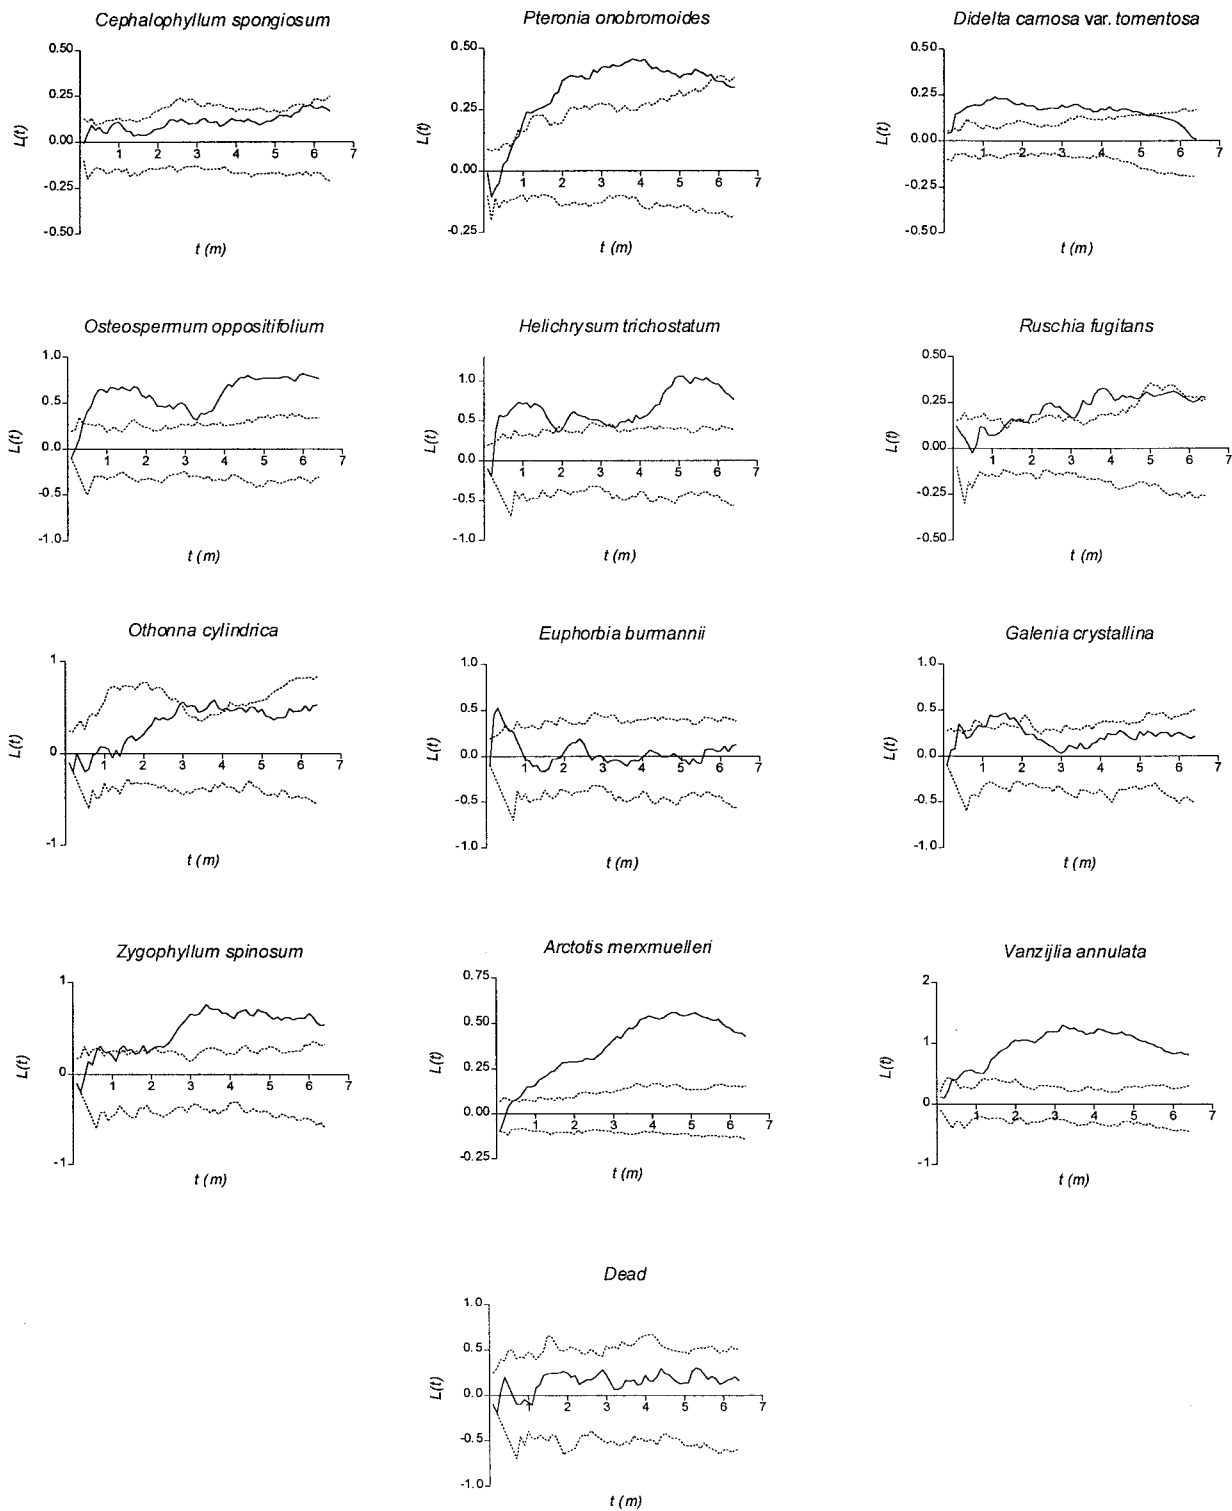 Cephalophyllum spongiosum
0.50
0.25
0.00
-0.25
-0.50
L(t)
1 2 3 4 5 6 7
t (m)
Pteronia onobromoides
0.50
0.25
0.00
-0.25
L(t)
1 2 3 4 5 6 7
t (m)
Didelta carnosa var. tomentosa
0.50
0.25
0.00
-0.25
-0.50
L(t)
1 2 3 4 5 6 7
t (m)
Osteospermum oppositifolium
1.0
0.5
0.0
-0.5
-1.0
L(t)
1 2 3 4 5 6 7
t (m)
Helichrysum trichostatum
1.0
0.5
0.0
-0.5
-1.0
L(t)
1 2 3 4 5 6 7
t (m)
Ruschia fugitans
0.50
0.25
0.00
-0.25
-0.50
L(t)
1 2 3 4 5 6 7
t (m)
Othonna cylindrica
1
0
-1
L(t)
1 2 3 4 5 6 7
t (m)
Euphorbia burmannii
1.0
0.5
0.0
-0.5
-1.0
L(t)
1 2 3 4 5 6 7
t (m)
Galenia crystallina
1.0
0.5
0.0
-0.5
-1.0
L(t)
1 2 3 4 5 6 7
t (m)
Zygophyllum spinosum
1
0
-1
L(t)
1 2 3 4 5 6 7
t (m)
Arctotis merxmuelleri
0.75
0.50
0.25
0.00
-0.25
L(t)
1 2 3 4 5 6 7
t (m)
Vanzijlia annulata
2
1
0
-1
L(t)
1 2 3 4 5 6 7
t (m)
Dead
1.0
0.5
0.0
-0.5
-1.0
L(t)
1 2 3 4 5 6 7
t (m)